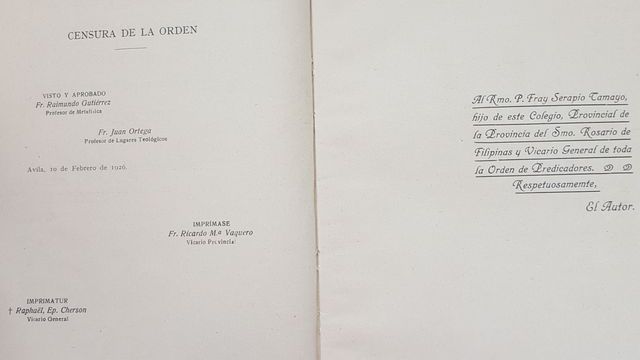 CENSURA DE LA ORDEN
VISTO Y APROBADO
Fr. Raimundo Gutiérrez
Profesor de Metafísica
Fr. Juan Ortega
Profesor de Lugares Teológicos
Avila, 10 de Febrero de 1926.
IMPRÍMASE
Fr. Ricardo M.ª Vaquero
Vicario Provincial
IMPRIMATUR
† Raphaël, Ep. Cherson
Vicario General
Al Rmo. P. Fray Serapio Tamayo,
hijo de este Colegio, Provincial de
la Provincia del Smo. Rosario de
Filipinas y Vicario General de toda
la Orden de Predicadores.
Respetuosamemte,
El Autor.